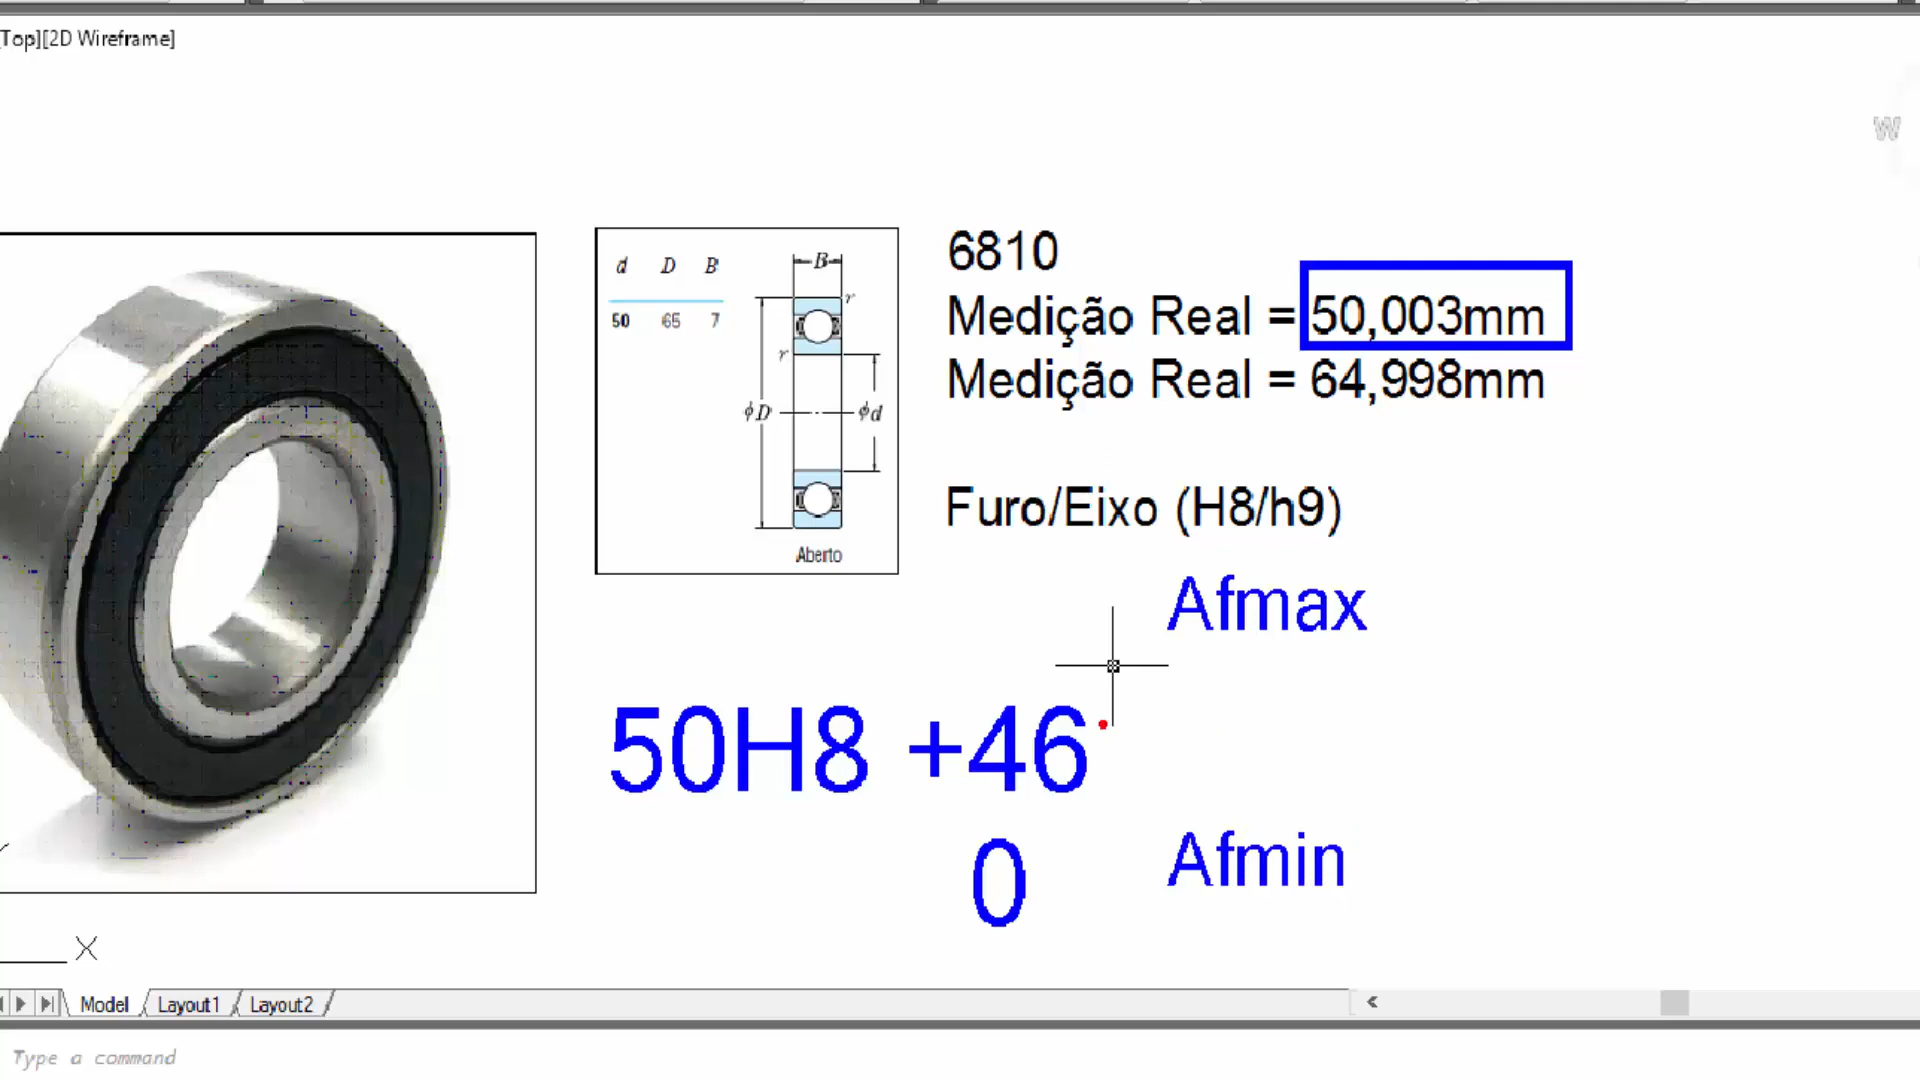 [Top][2D Wireframe]
W
d D B
50 65 7
B
r
r
ϕD
ϕd
Aberto
6810
Medição Real = 50,003mm
Medição Real = 64,998mm
Furo/Eixo (H8/h9)
Afmax
50H8 +46
0
Afmin
X
Model Layout1 Layout2
Type a command